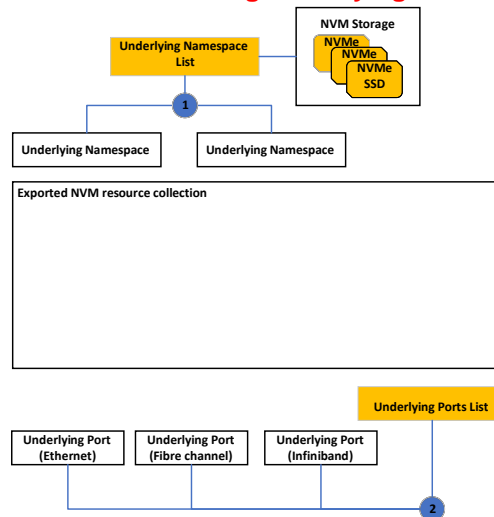 NVM Storage
Underlying Namespace
List
NVMe
NVMe
NVMe
SSD
1
Underlying Namespace
Underlying Namespace
Exported NVM resource collection
Underlying Ports List
Underlying Port
(Ethernet)
Underlying Port
(Fibre channel)
Underlying Port
(Infiniband)
2